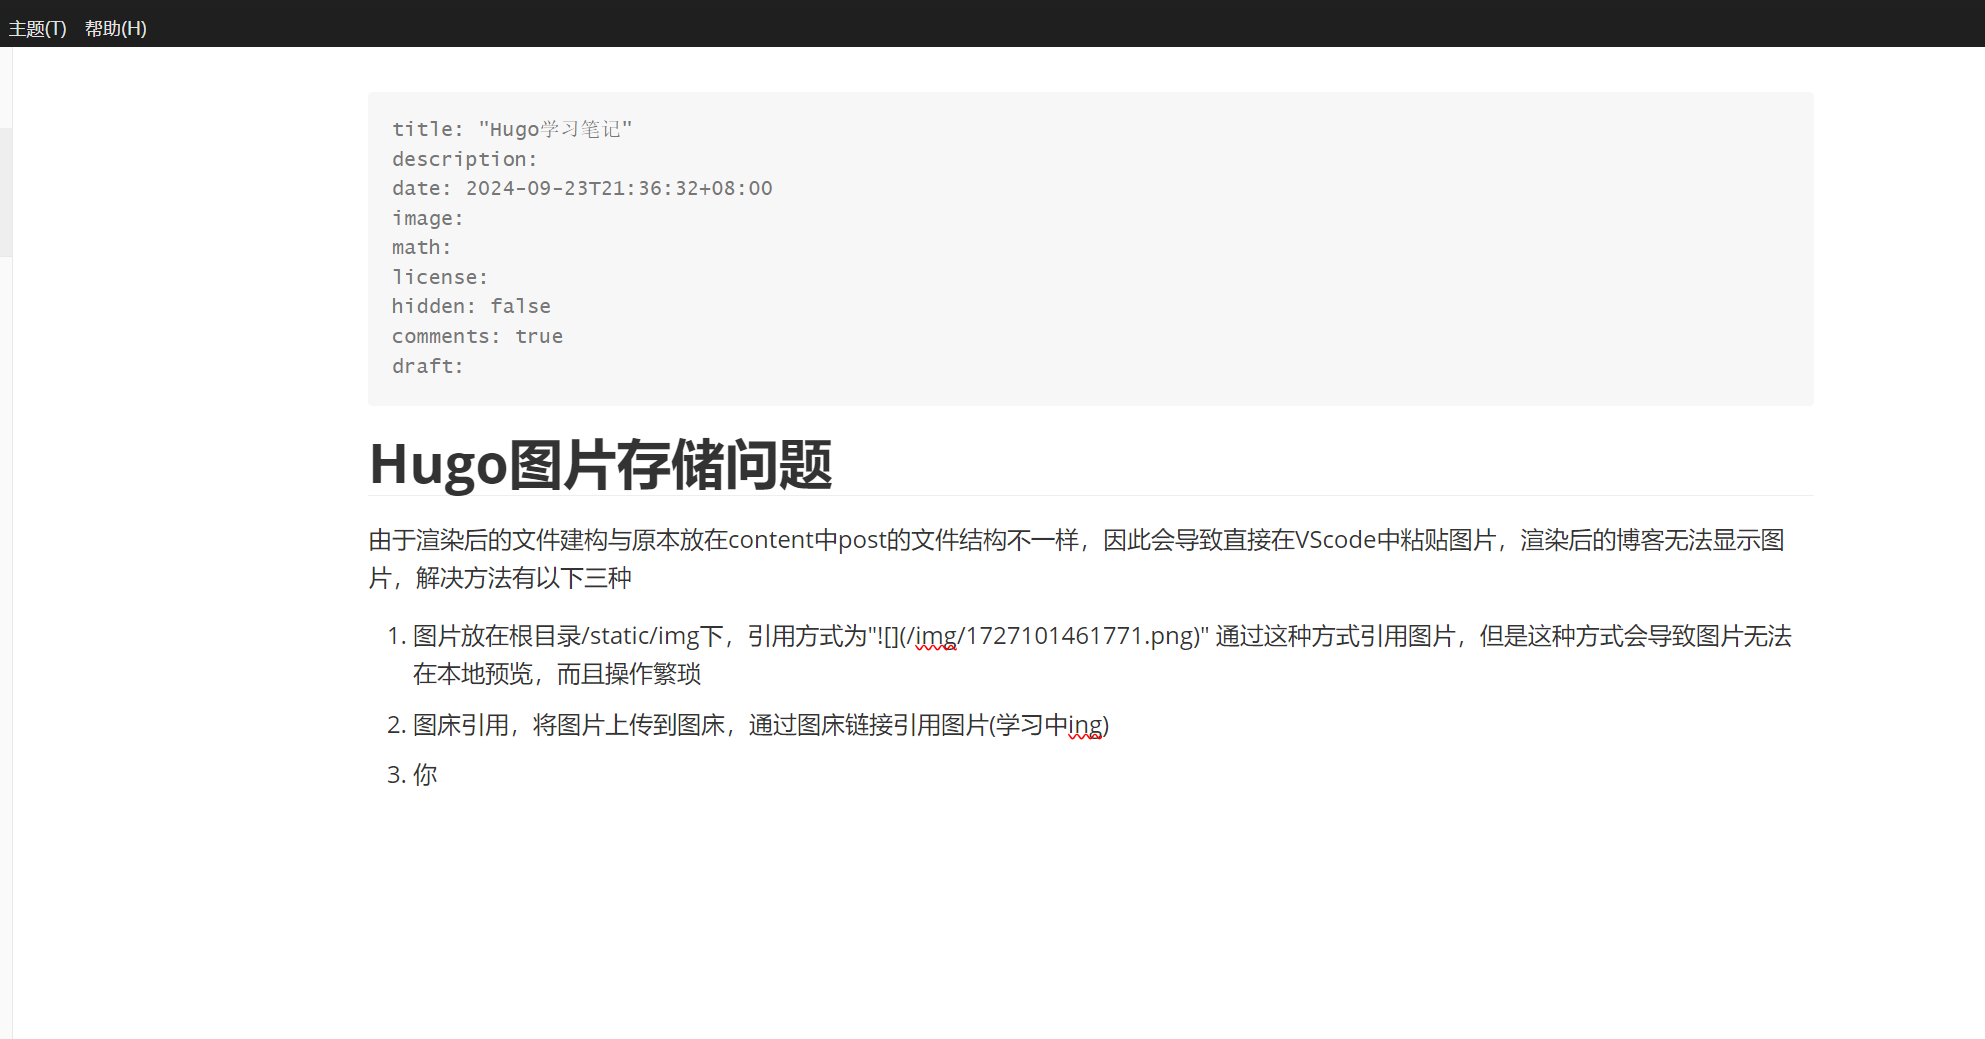 主题(T) 帮助(H)
title: "Hugo学习笔记"
description:
date: 2024-09-23T21:36:32+08:00
image:
math:
license:
hidden: false
comments: true
draft:
Hugo图片存储问题
由于渲染后的文件建构与原本放在content中post的文件结构不一样，因此会导致直接在VScode中粘贴图片，渲染后的博客无法显示图
片，解决方法有以下三种
1. 图片放在根目录/static/img下，引用方式为"![](/img/1727101461771.png)" 通过这种方式引用图片，但是这种方式会导致图片无法
在本地预览，而且操作繁琐
2. 图床引用，将图片上传到图床，通过图床链接引用图片(学习中ing)
3. 你